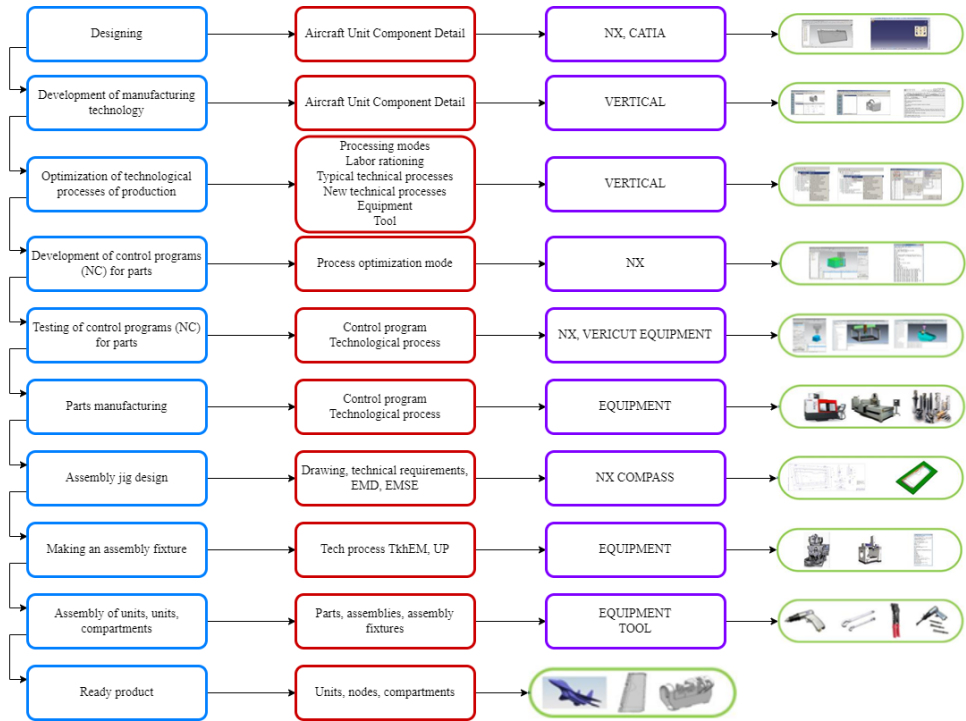 Designing
Aircraft Unit Component Detail
NX, CATIA
Development of manufacturing
technology
Aircraft Unit Component Detail
VERTICAL
Optimization of technological
processes of production
Processing modes
Labor rationing
Typical technical processes
New technical processes
Equipment
Tool
VERTICAL
Development of control programs
(NC) for parts
Process optimization mode
NX
Testing of control programs (NC)
for parts
Control program
Technological process
NX, VERICUT EQUIPMENT
Parts manufacturing
Control program
Technological process
EQUIPMENT
Assembly jig design
Drawing, technical requirements,
EMD, EMSE
NX COMPASS
Making an assembly fixture
Tech process TkhEM, UP
EQUIPMENT
Assembly of units, units,
compartments
Parts, assemblies, assembly
fixtures
EQUIPMENT
TOOL
Ready product
Units, nodes, compartments